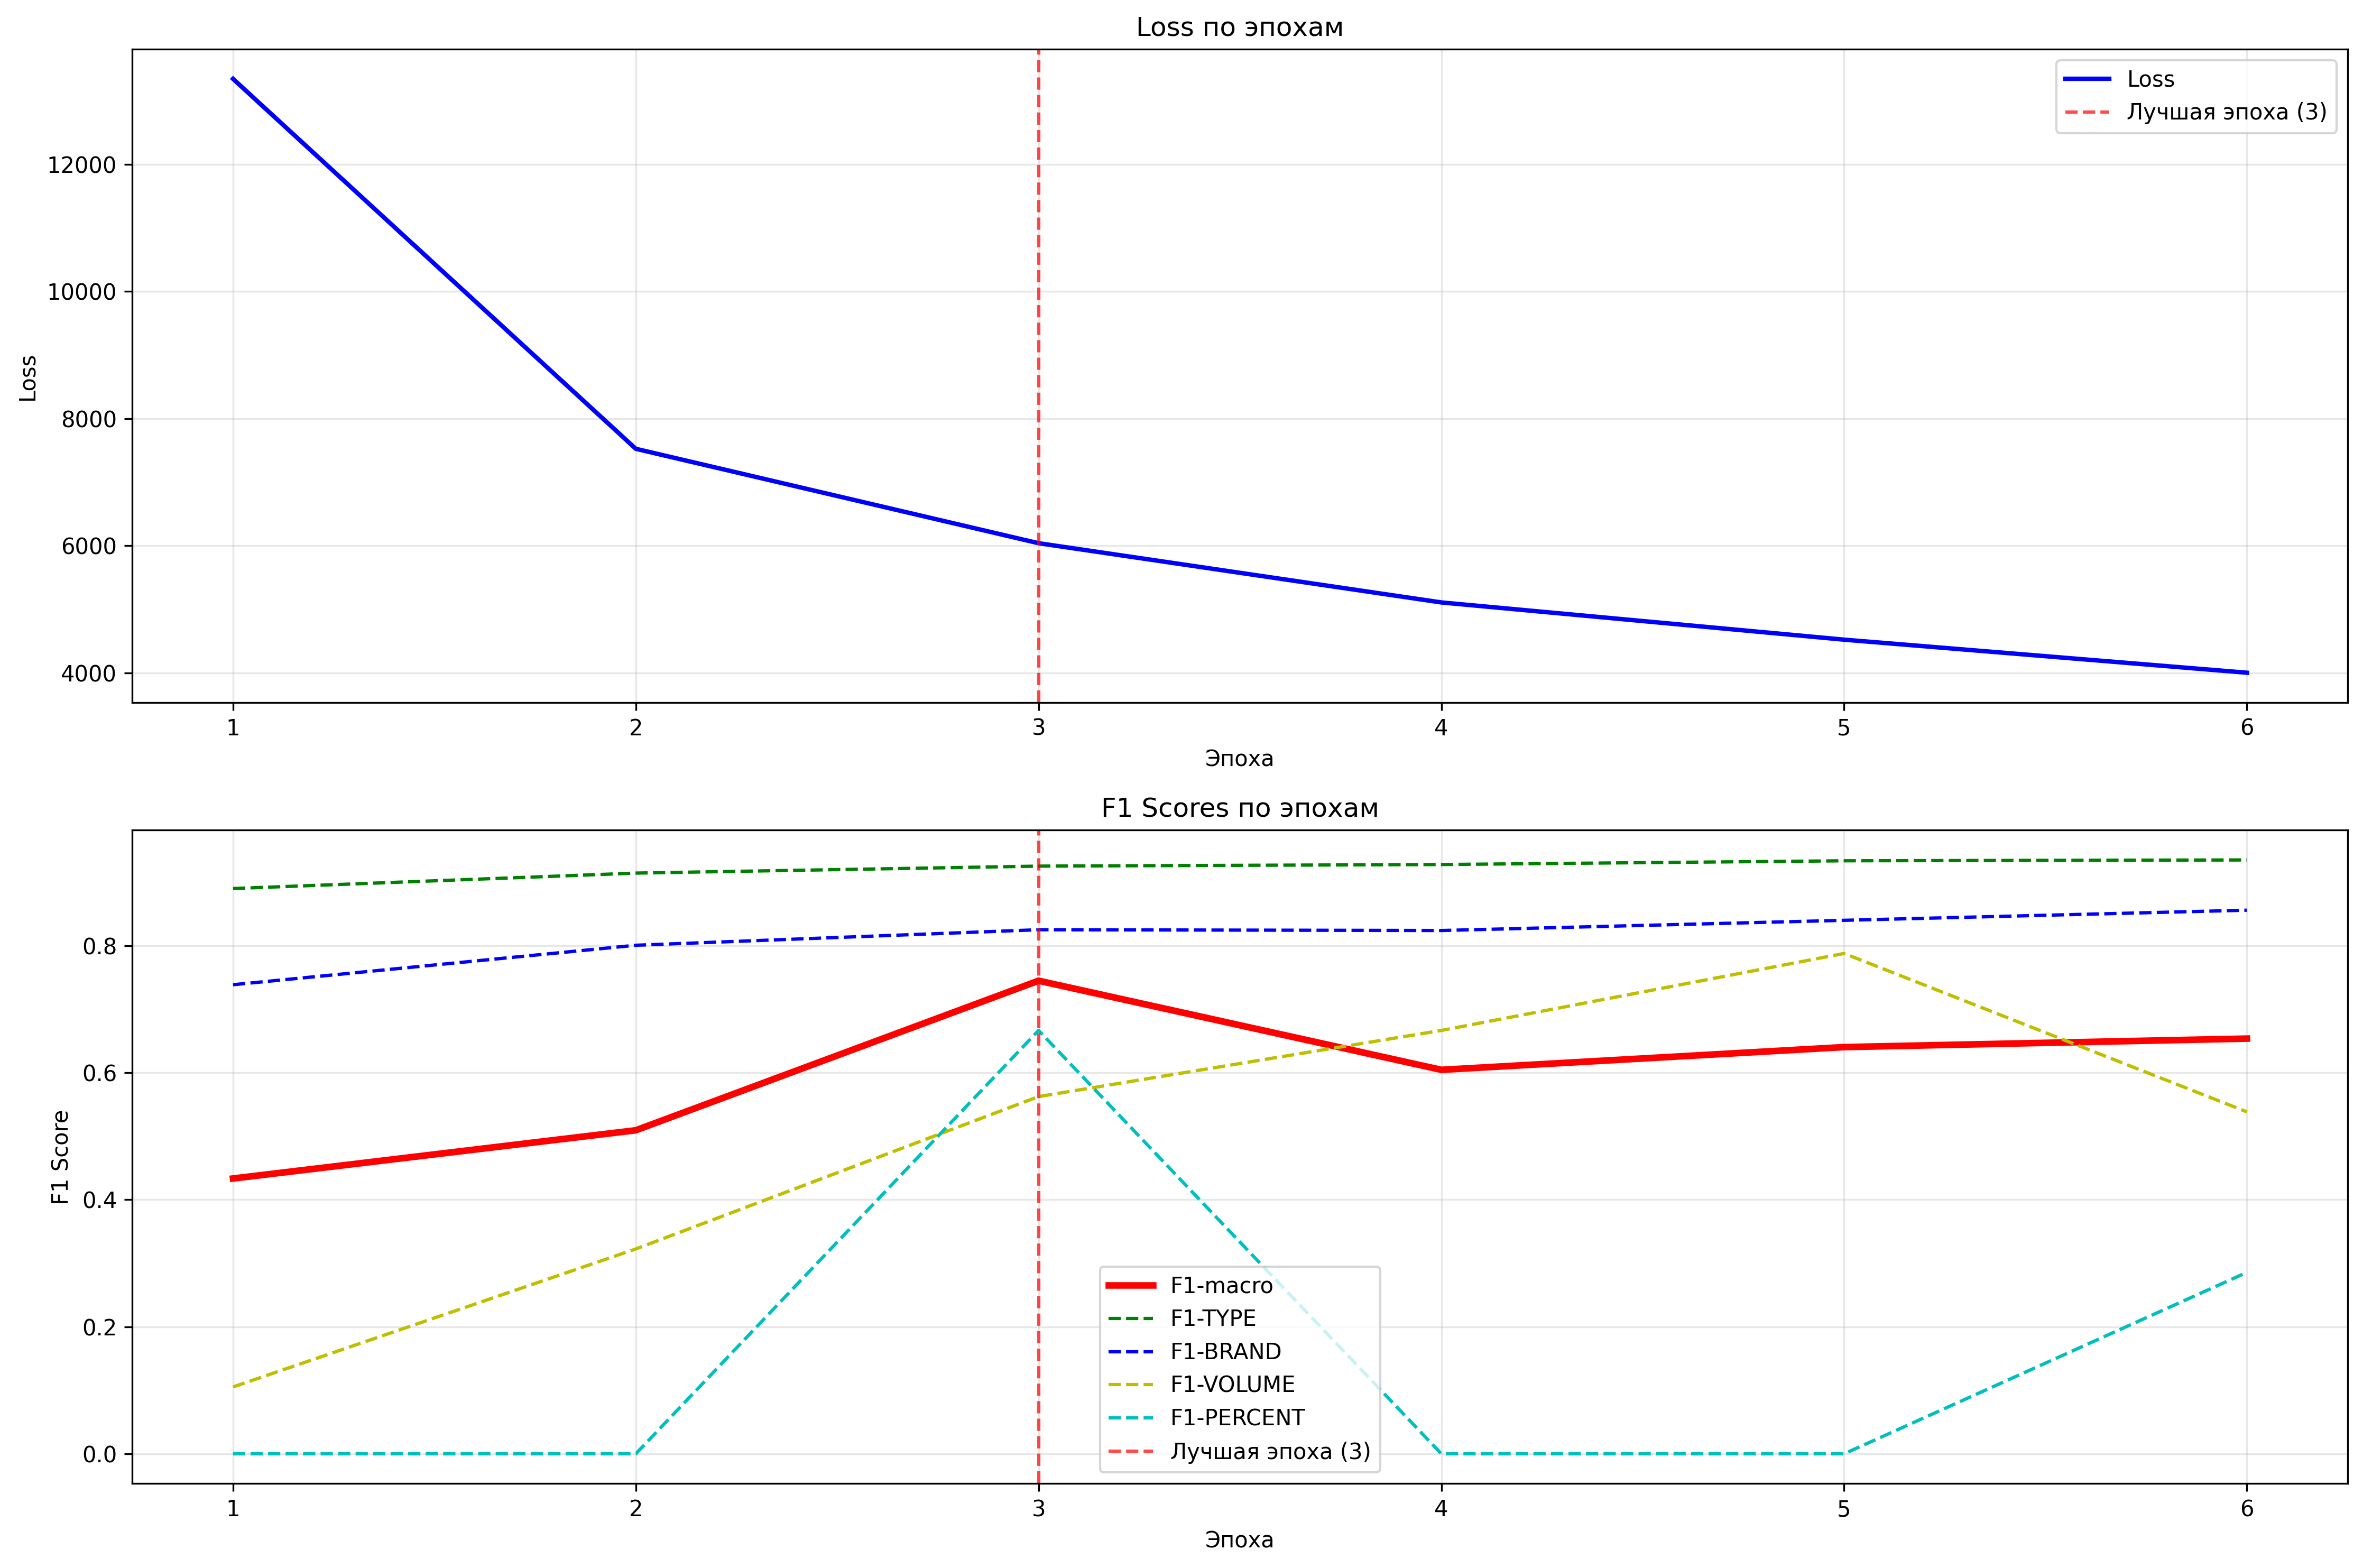 Loss по эпохам
Loss
Лучшая эпоха (3)
12000
10000
8000
6000
4000
Loss
1 2 3 4 5 6
Эпоха
F1 Scores по эпохам
0.8
0.6
0.4
0.2
0.0
F1 Score
F1-macro
F1-TYPE
F1-BRAND
F1-VOLUME
F1-PERCENT
Лучшая эпоха (3)
1 2 3 4 5 6
Эпоха